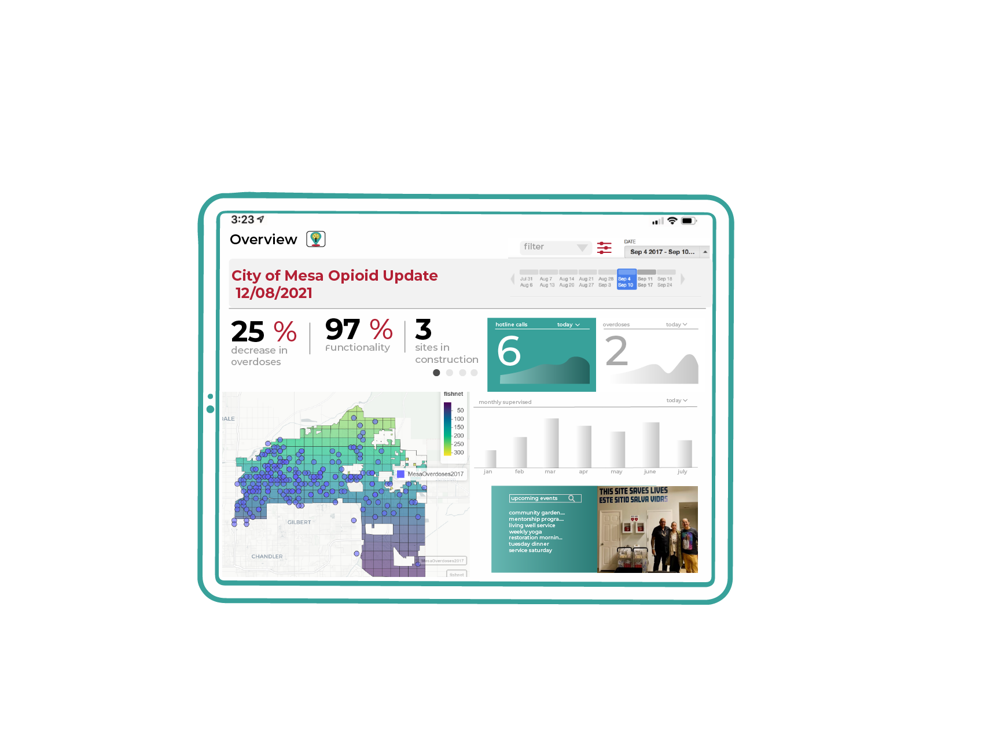 3:23
Overview
filter
DATE
Sep 4 2017 - Sep 10...
City of Mesa Opioid Update
12/08/2021
Jul 31 Aug 7 Aug 14 Aug 21 Aug 28 Sep 4 Sep 11 Sep 18
Aug 6 Aug 13 Aug 20 Aug 27 Sep 3 Sep 10 Sep 17 Sep 24
25 %
decrease in
overdoses
97 %
Functionality
3
sites in
construction
hotline calls today
6
overdoses today
2
fishnet
50
100
150
200
250
300
MesaOverdoses2017
DALE
GILBERT
CHANDLER
MesaOverdoses2017
fishnet
monthly supervised today
jan feb mar apr may june july
upcoming events
community garden....
mentorship progra....
living well service
weekly yoga
restoration mornin...
tuesday dinner
service saturday
THIS SITE SAVES LIVES
ESTE SITIO SALVA VIDAS